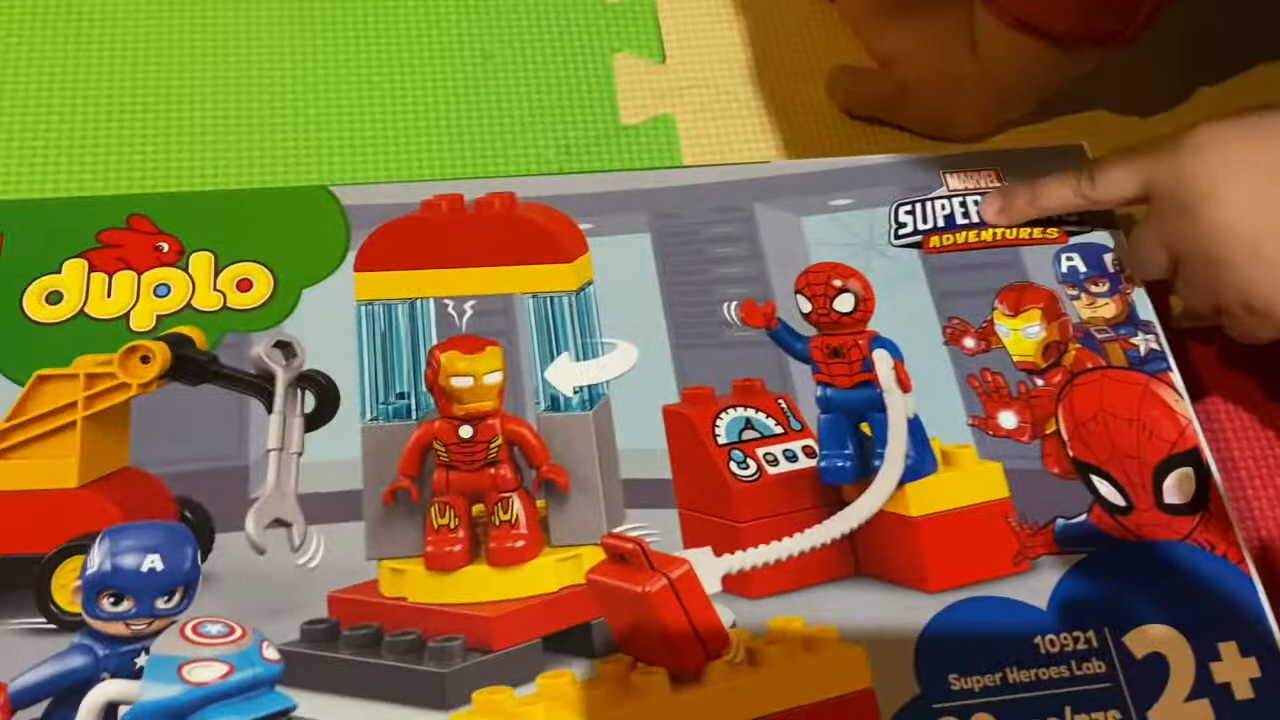 duplo
MARVEL
SUPER
ADVENTURES
A
A
A
10921
Super Heroes Lab
2+